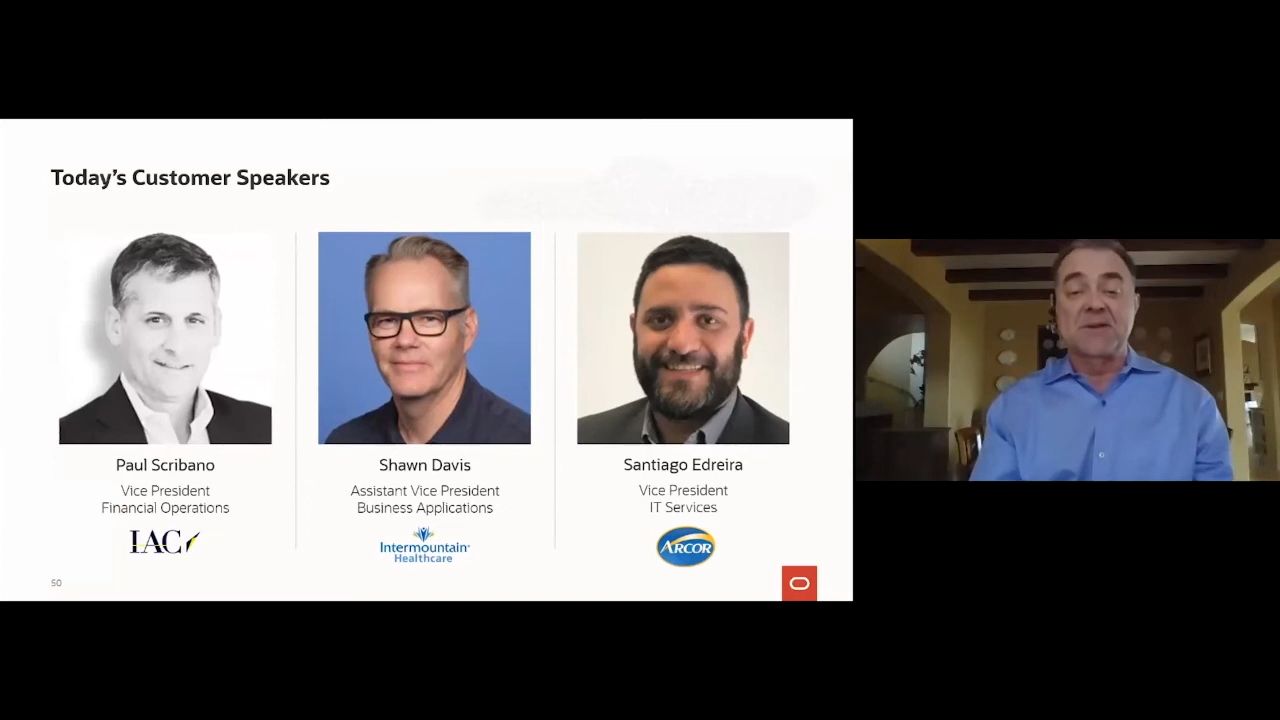 Today's Customer Speakers
Paul Scribano
Vice President
Financial Operations
IAC
Shawn Davis
Assistant Vice President
Business Applications
Intermountain
Healthcare
Santiago Edreira
Vice President
IT Services
ARCOR
50